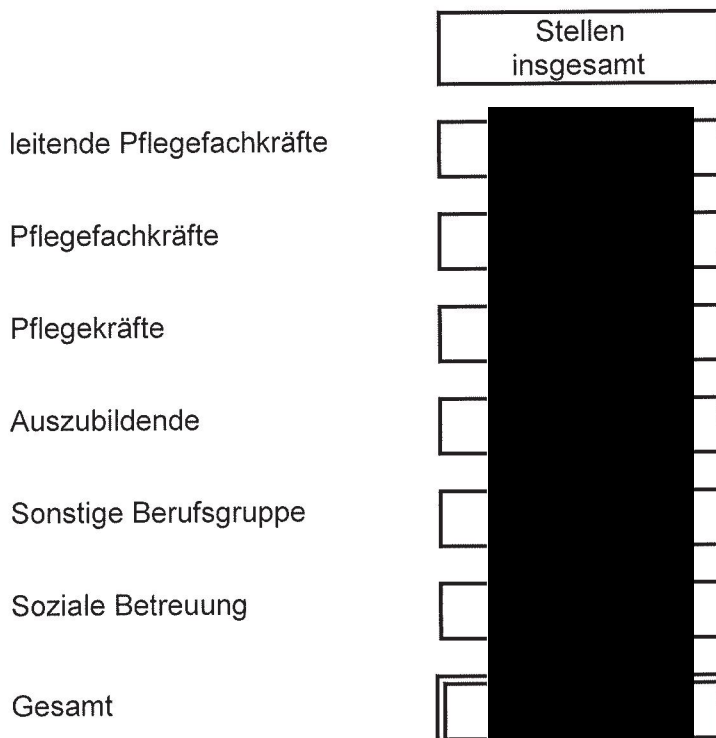 Stellen
insgesamt
leitende Pflegefachkräfte
Pflegefachkräfte
Pflegekräfte
Auszubildende
Sonstige Berufsgruppe
Soziale Betreuung
Gesamt